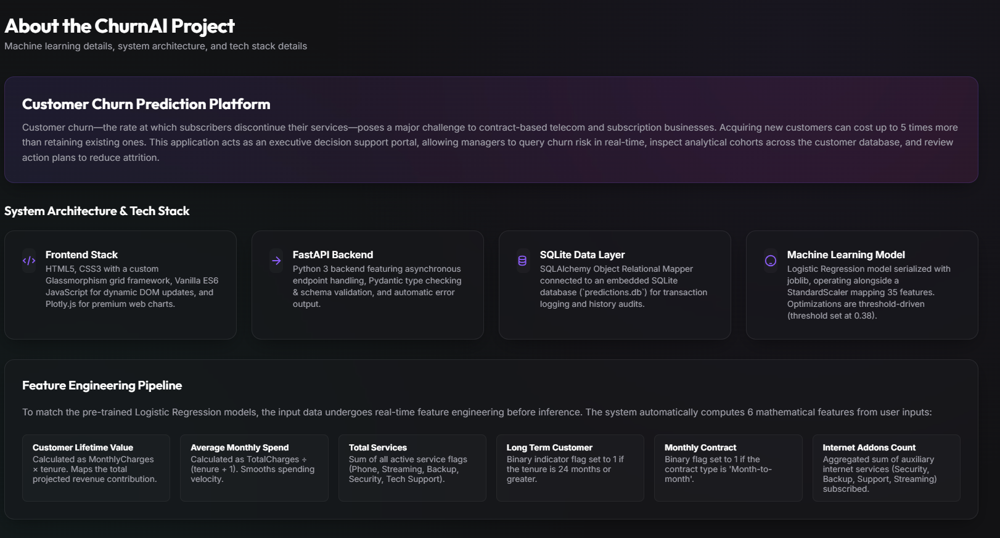 About the ChurnAI Project
Machine learning details, system architecture, and tech stack details
Customer Churn Prediction Platform
Customer churn—the rate at which subscribers discontinue their services—poses a major challenge to contract-based telecom and subscription businesses. Acquiring new customers can cost up to 5 times more
than retaining existing ones. This application acts as an executive decision support portal, allowing managers to query churn risk in real-time, inspect analytical cohorts across the customer database, and review
action plans to reduce attrition.
System Architecture & Tech Stack
Frontend Stack
HTML5, CSS3 with a custom
Glassmorphism grid framework, Vanilla ES6
JavaScript for dynamic DOM updates, and
Plotly.js for premium web charts.
FastAPI Backend
Python 3 backend featuring asynchronous
endpoint handling, Pydantic type checking
& schema validation, and automatic error
output.
SQLite Data Layer
SQLAlchemy Object Relational Mapper
connected to an embedded SQLite
database (`predictions.db`) for transaction
logging and history audits.
Machine Learning Model
Logistic Regression model serialized with
joblib, operating alongside a
StandardScaler mapping 35 features.
Optimizations are threshold-driven
(threshold set at 0.38).
Feature Engineering Pipeline
To match the pre-trained Logistic Regression models, the input data undergoes real-time feature engineering before inference. The system automatically computes 6 mathematical features from user inputs:
Customer Lifetime Value
Calculated as MonthlyCharges
× tenure. Maps the total
projected revenue contribution.
Average Monthly Spend
Calculated as TotalCharges ÷
(tenure + 1). Smooths spending
velocity.
Total Services
Sum of all active service flags
(Phone, Streaming, Backup,
Security, Tech Support).
Long Term Customer
Binary indicator flag set to 1 if
the tenure is 24 months or
greater.
Monthly Contract
Binary flag set to 1 if the
contract type is 'Month-to-
month'.
Internet Addons Count
Aggregated sum of auxiliary
internet services (Security,
Backup, Support, Streaming)
subscribed.